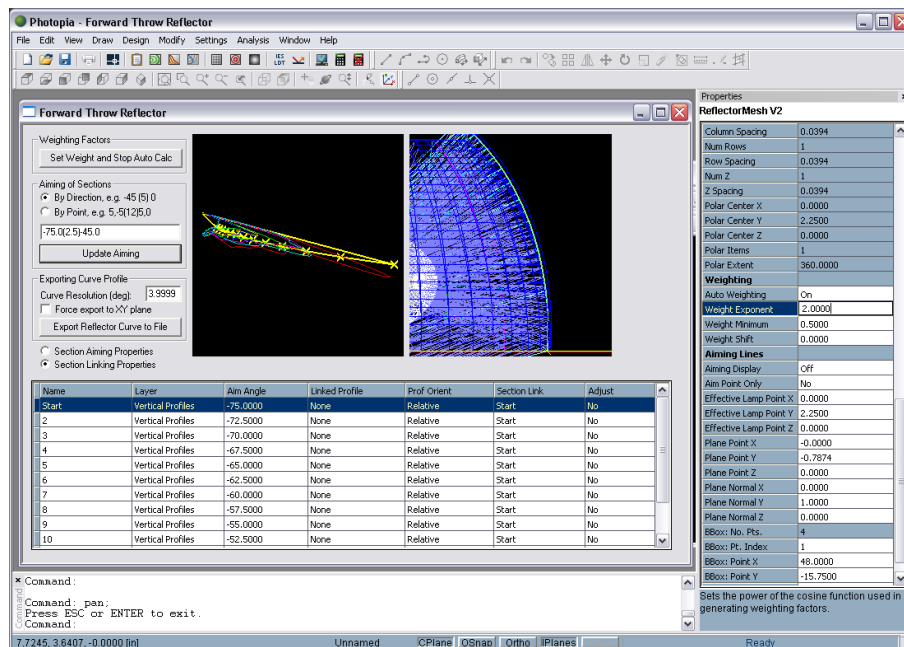 Photopia - Forward Throw Reflector
File Edit View Draw Design Modify Settings Analysis Window Help
IES
LDT
Forward Throw Reflector
Weighting Factors
Set Weight and Stop Auto Calc
Aiming of Sections
By Direction, e.g. -45 (5) 0
By Point, e.g. 5,-5(12)5,0
-75.0(2.5)-45.0
Update Aiming
Exporting Curve Profile
Curve Resolution (deg): 3.9999
Force export to XY plane
Export Reflector Curve to File
Section Aiming Properties
Section Linking Properties
Name Layer Aim Angle Linked Profile Prof Orient Section Link Adjust
Start Vertical Profiles -75.0000 None Relative Start No
2 Vertical Profiles -72.5000 None Relative Start No
3 Vertical Profiles -70.0000 None Relative Start No
4 Vertical Profiles -67.5000 None Relative Start No
5 Vertical Profiles -65.0000 None Relative Start No
6 Vertical Profiles -62.5000 None Relative Start No
7 Vertical Profiles -60.0000 None Relative Start No
8 Vertical Profiles -57.5000 None Relative Start No
9 Vertical Profiles -55.0000 None Relative Start No
10 Vertical Profiles -52.5000 None Relative Start No
Properties
ReflectorMesh V2
Column Spacing 0.0394
Num Rows 1
Row Spacing 0.0394
Num Z 1
Z Spacing 0.0394
Polar Center X 0.0000
Polar Center Y 2.2500
Polar Center Z 0.0000
Polar Items 1
Polar Extent 360.0000
Weighting
Auto Weighting On
Weight Exponent 2.0000
Weight Minimum 0.5000
Weight Shift 0.0000
Aiming Lines
Aiming Display Off
Aim Point Only No
Effective Lamp Point X 0.0000
Effective Lamp Point Y 2.2500
Effective Lamp Point Z 0.0000
Plane Point X -0.0000
Plane Point Y -0.7874
Plane Point Z 0.0000
Plane Normal X 0.0000
Plane Normal Y 1.0000
Plane Normal Z 0.0000
BBox: No. Pts. 4
BBox: Pt. Index 1
BBox: Point X 48.0000
BBox: Point Y -15.7500
Sets the power of the cosine function used in
generating weighting factors.
Command
Command:
Command: pan;
Press ESC or ENTER to exit.
Command:
7.7245, 3.6407, -0.0000 [in] Unnamed CPlane OSnap Ortho IPlanes Ready